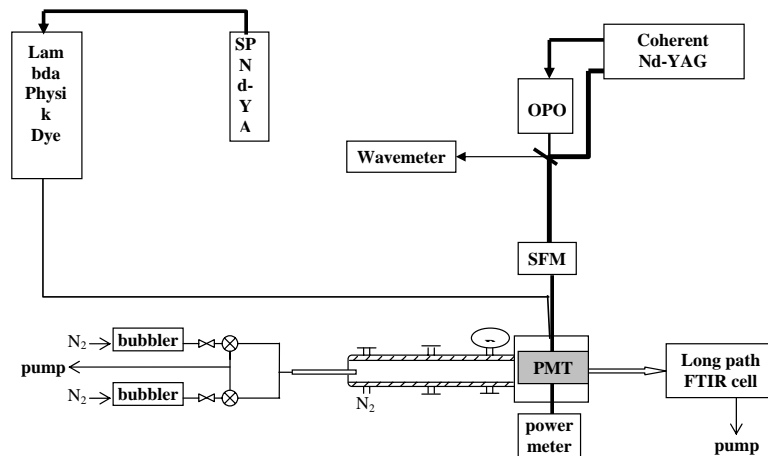 Lam
bda
Physi
k
Dye
SP
N
d-
Y
A
Coherent
Nd-YAG
OPO
Wavemeter
SFM
N2
bubbler
pump
N2
bubbler
N2
PMT
power
meter
Long path
FTIR cell
pump